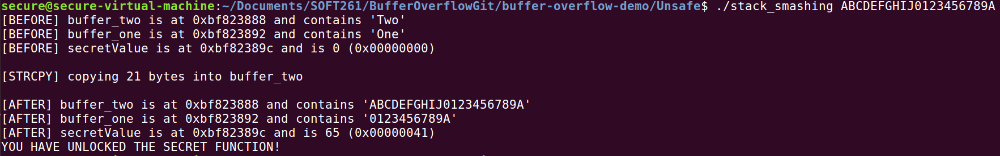 secure@secure-virtual-machine:~/Documents/SOFT261/BufferOverflowGit/buffer-overflow-demo/Unsafe$ ./stack_smashing ABCDEFGHIJ0123456789A
[BEFORE] buffer_two is at 0xbf823888 and contains 'Two'
[BEFORE] buffer_one is at 0xbf823892 and contains 'One'
[BEFORE] secretValue is at 0xbf82389c and is 0 (0x00000000)
[STRCPY] copying 21 bytes into buffer_two
[AFTER] buffer_two is at 0xbf823888 and contains 'ABCDEFGHIJ0123456789A'
[AFTER] buffer_one is at 0xbf823892 and contains '0123456789A'
[AFTER] secretValue is at 0xbf82389c and is 65 (0x00000041)
YOU HAVE UNLOCKED THE SECRET FUNCTION!